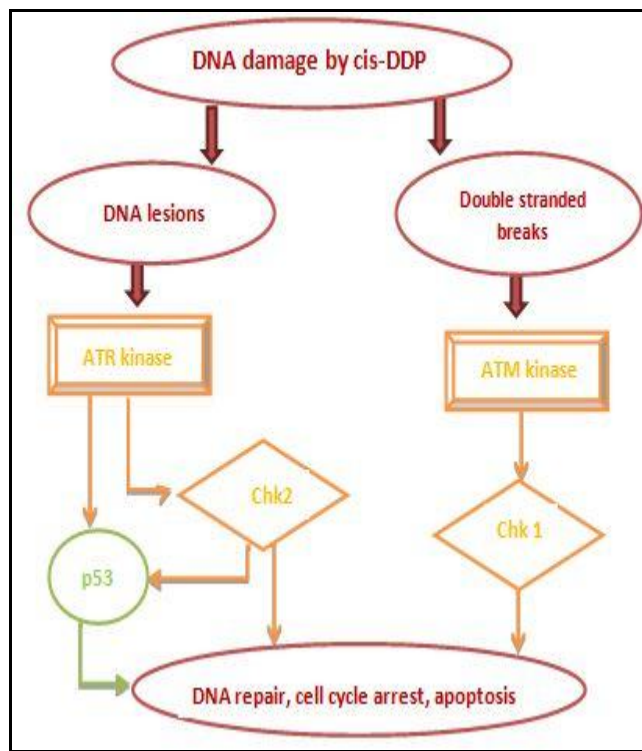 DNA damage by cis-DDP
DNA lesions
Double stranded
breaks
ATR kinase
ATM kinase
Chk2
Chk 1
p53
DNA repair, cell cycle arrest, apoptosis